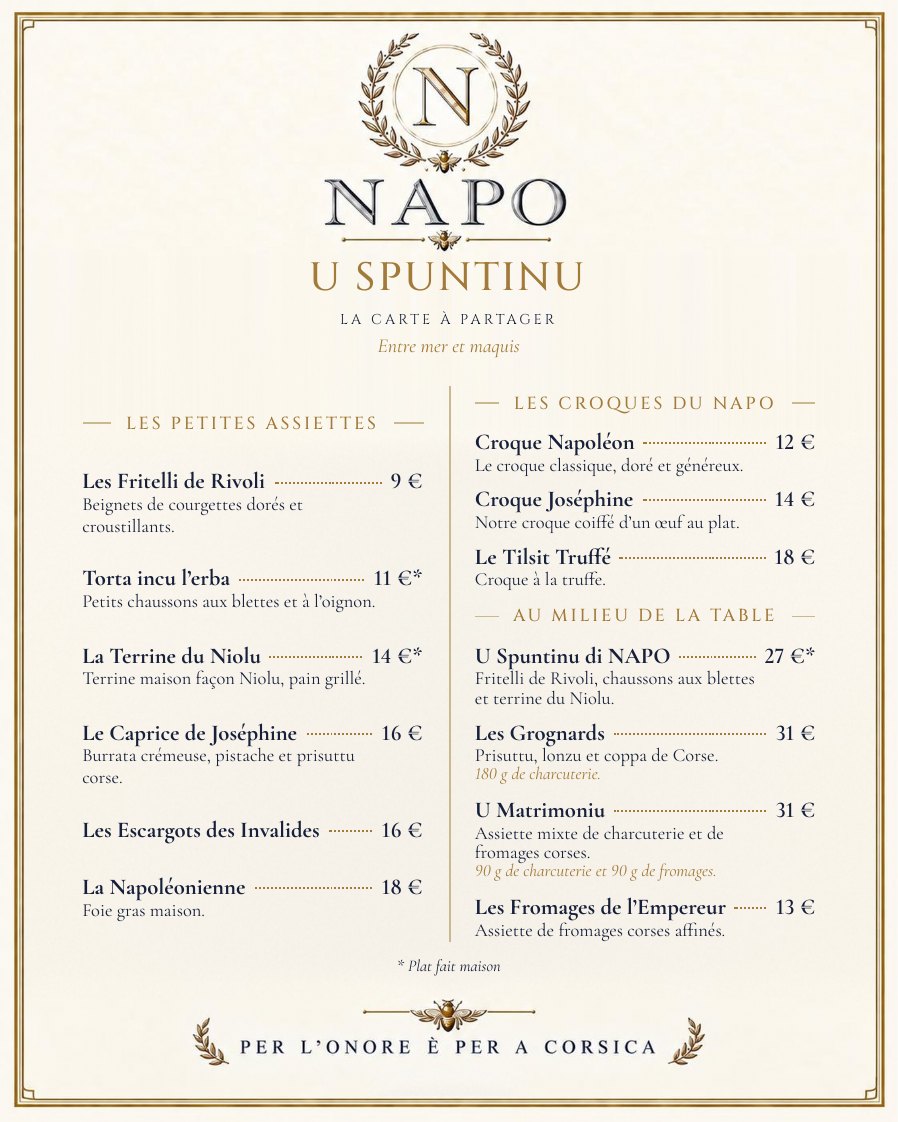 N
NAPO
U SPUNTINU
LA CARTE À PARTAGER
Entre mer et maquis
LES PETITES ASSIETTES
Les Fritelli de Rivoli 9 €
Beignets de courgettes dorés et
croustillants.
Torta incu l’erba 11 €*
Petits chaussons aux blettes et à l’oignon.
La Terrine du Niolu 14 €*
Terrine maison façon Niolu, pain grillé.
Le Caprice de Joséphine 16 €
Burrata crémeuse, pistache et prisuttu
corse.
Les Escargots des Invalides 16 €
La Napoléonienne 18 €
Foie gras maison.
LES CROQUES DU NAPO
Croque Napoléon 12 €
Le croque classique, doré et généreux.
Croque Joséphine 14 €
Notre croque coiffé d’un œuf au plat.
Le Tilsit Truffé 18 €
Croque à la truffe.
AU MILIEU DE LA TABLE
U Spuntinu di NAPO 27 €*
Fritelli de Rivoli, chaussons aux blettes
et terrine du Niolu.
Les Grognards 31 €
Prisuttu, lonzu et coppa de Corse.
180 g de charcuterie.
U Matrimoniu 31 €
Assiette mixte de charcuterie et de
fromages corses.
90 g de charcuterie et 90 g de fromages.
Les Fromages de l’Empereur 13 €
Assiette de fromages corses affinés.
* Plat fait maison
PER L’ONORE È PER A CORSICA